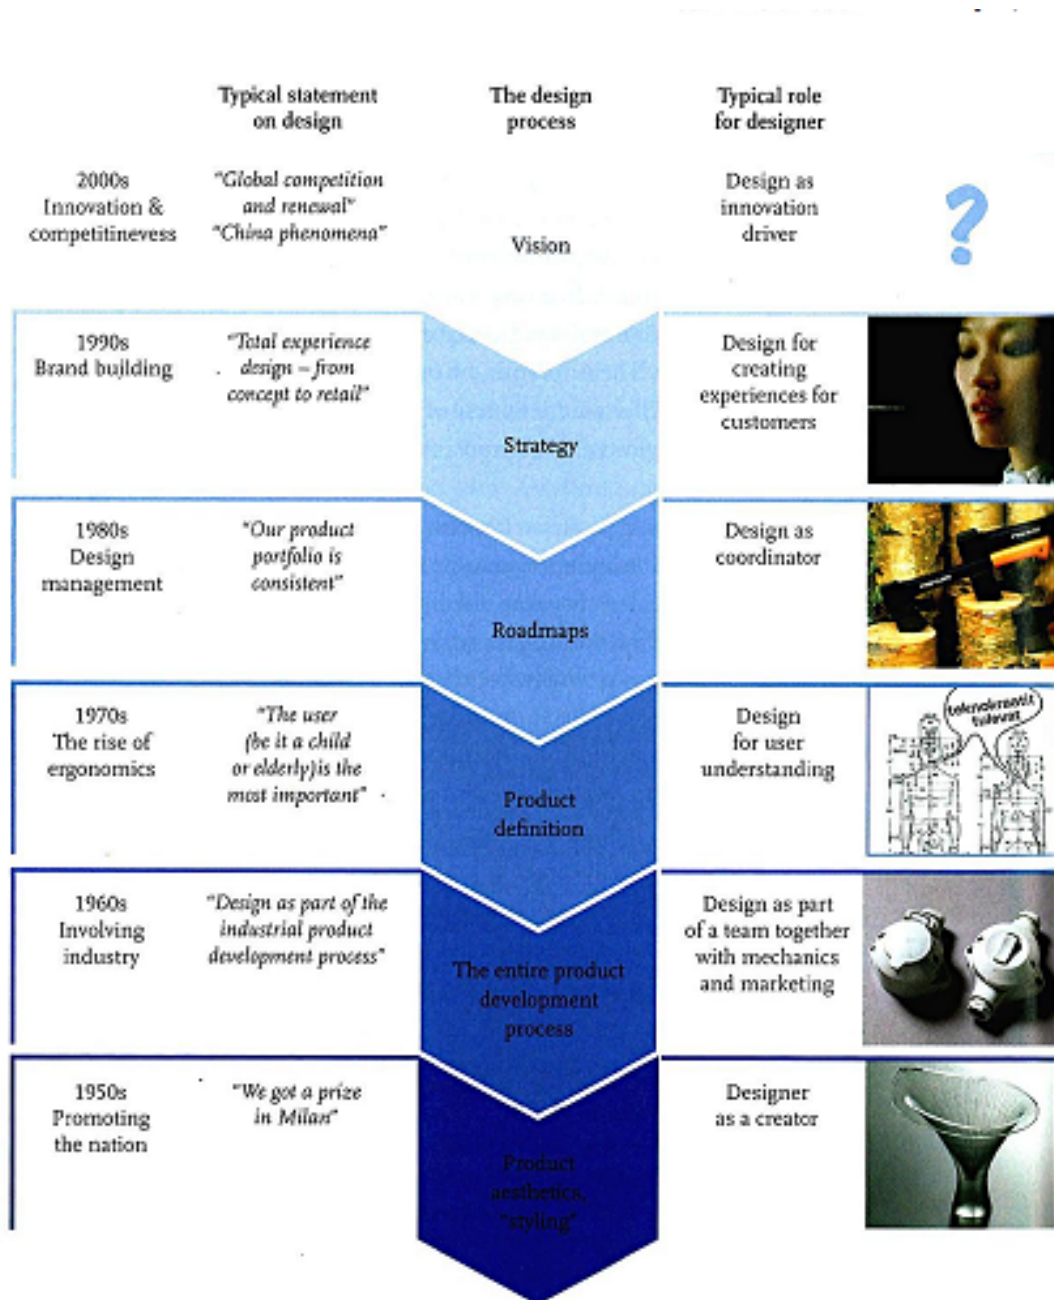 Typical statement
on design
The design
process
Typical role
for designer
2000s
Innovation &
competitinevess
"Global competition
and renewal"
"China phenomena"
Vision
Design as
innovation
driver
?
1990s
Brand building
"Total experience
design – from
concept to retail"
Strategy
Design for
creating
experiences for
customers
1980s
Design
management
"Our product
portfolio is
consistent"
Roadmaps
Design as
coordinator
1970s
The rise of
ergonomics
"The user
(be it a child
or elderly)is the
most important"
Product
definition
Design
for user
understanding
1960s
Involving
industry
"Design as part of the
industrial product
development process"
The entire product
development
process
Design as part
of a team together
with mechanics
and marketing
1950s
Promoting
the nation
"We got a prize
in Milan"
Product
aesthetics,
"styling"
Designer
as a creator